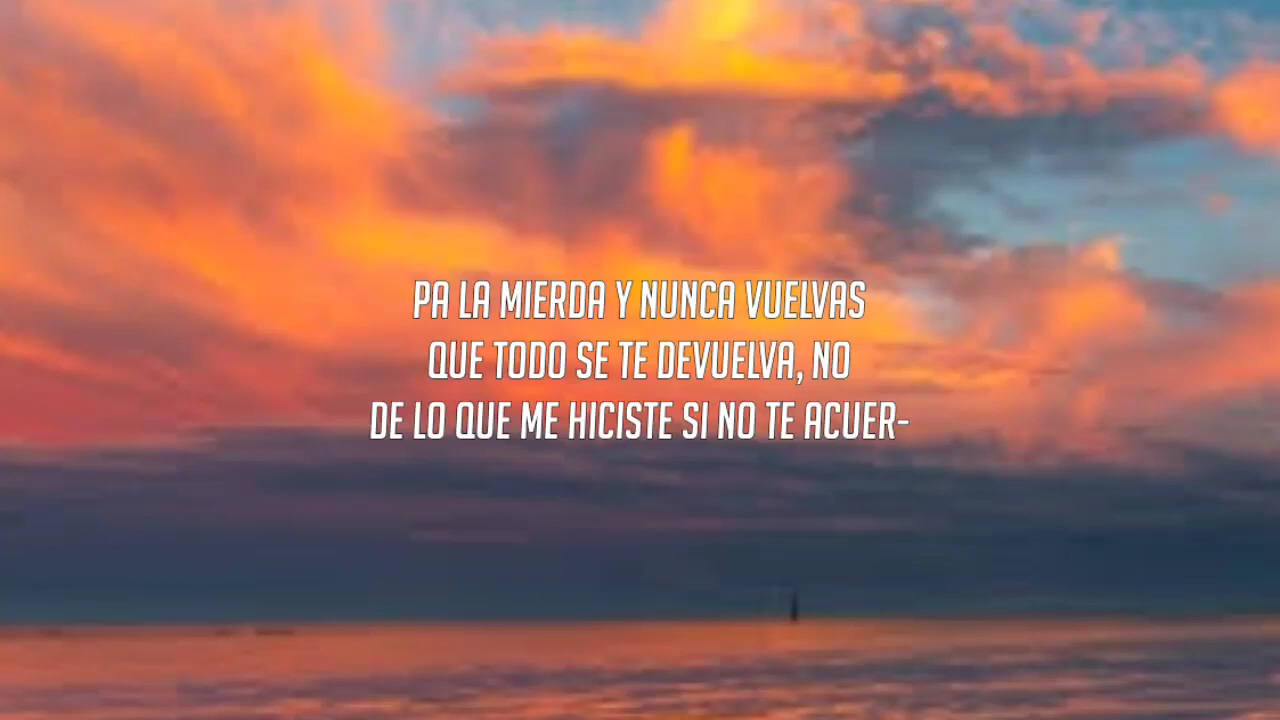 PA LA MIERDA Y NUNCA VUELVAS
QUE TODO SE TE DEVUELVA, NO
DE LO QUE ME HICISTE SI NO TE ACUER-